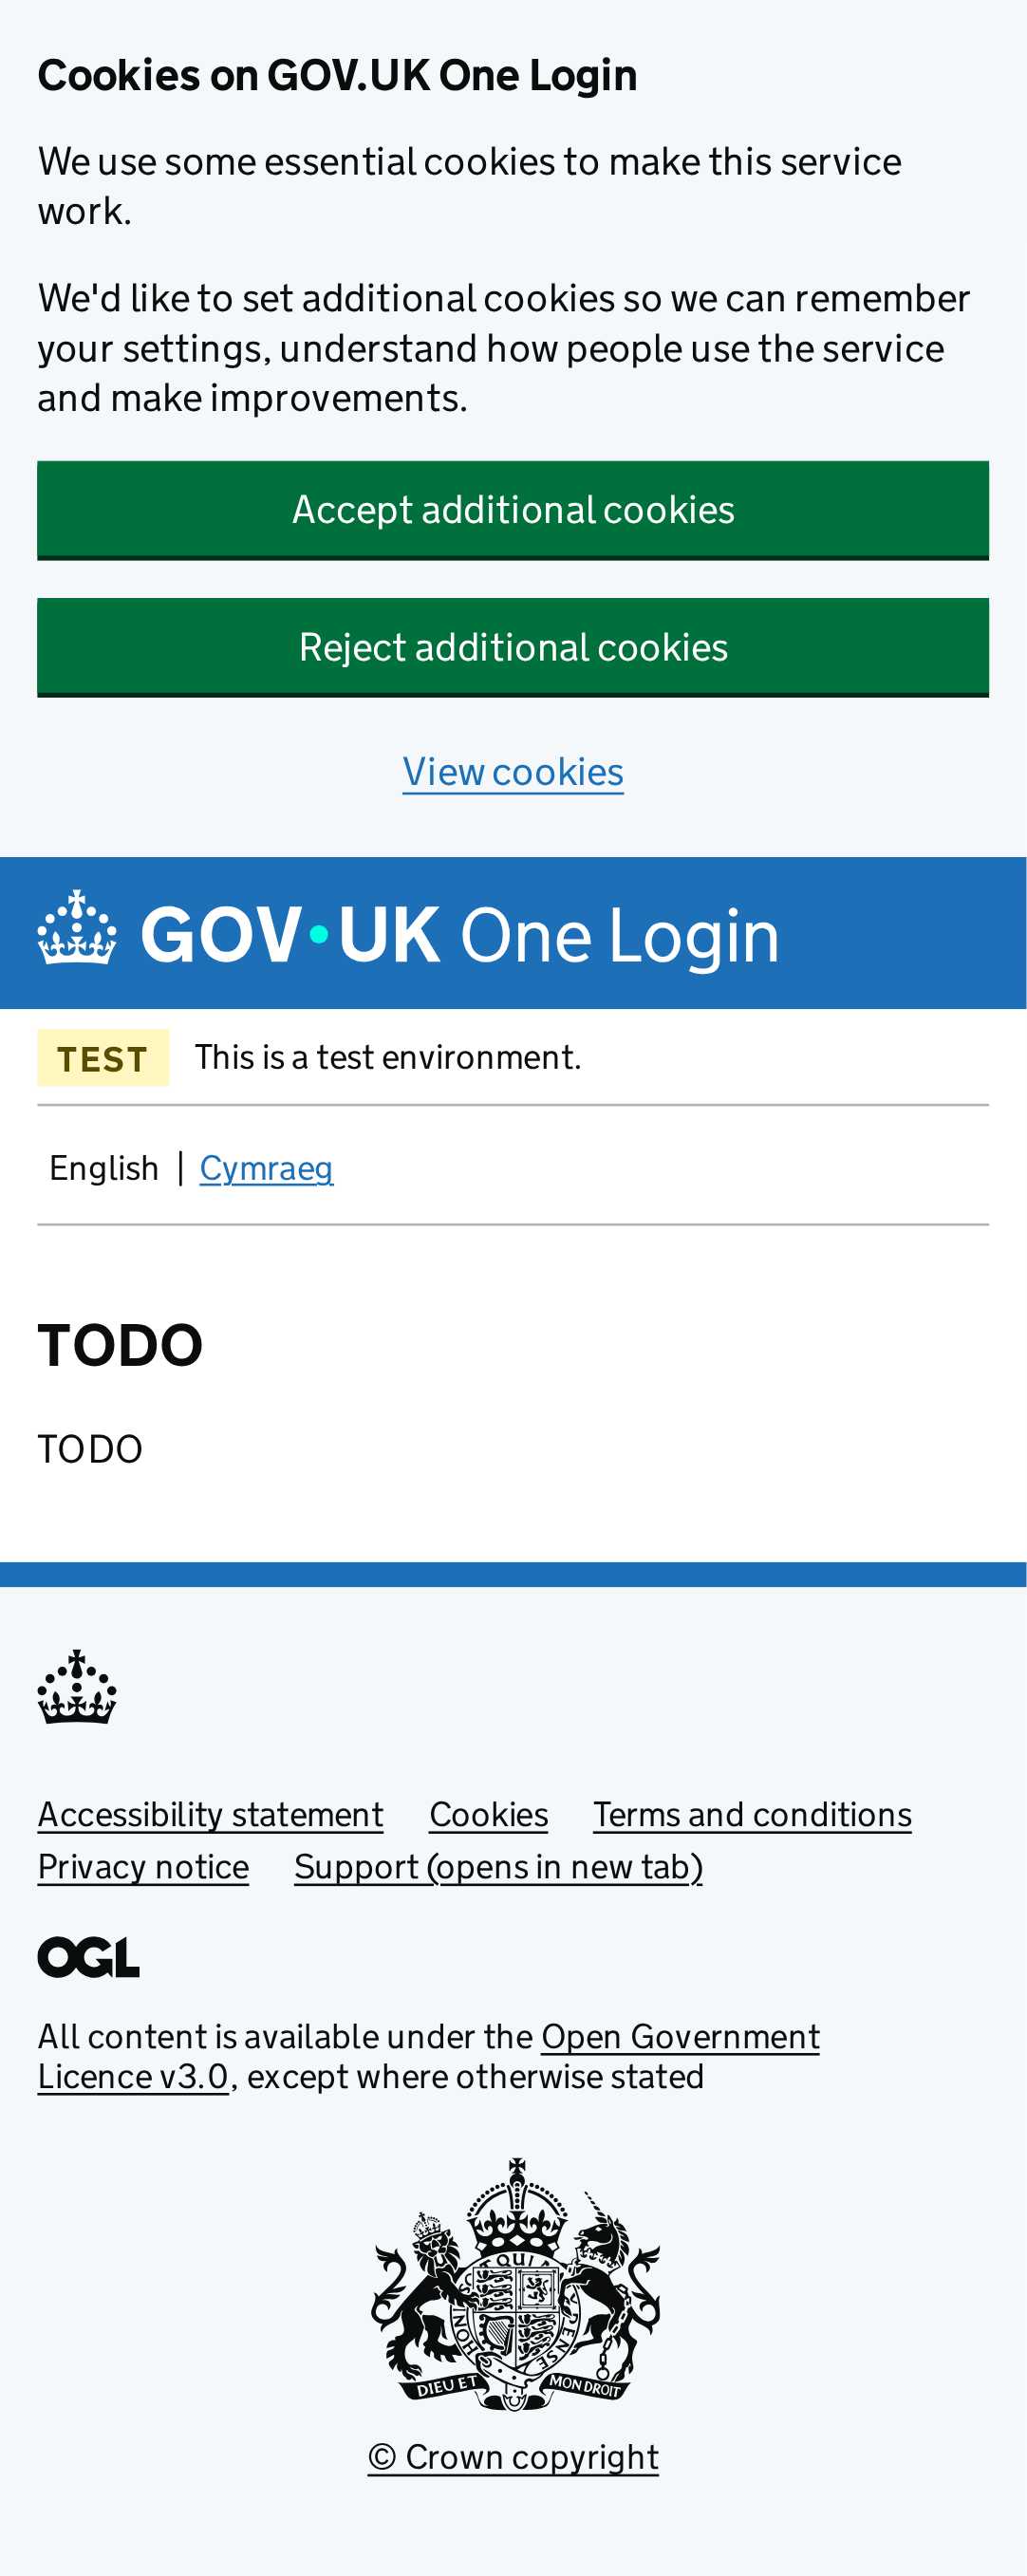 Cookies on GOV.UK One Login
We use some essential cookies to make this service
work.
We'd like to set additional cookies so we can remember
your settings, understand how people use the service
and make improvements.
Accept additional cookies
Reject additional cookies
View cookies
GOV·UK One Login
TEST This is a test environment.
English | Cymraeg
TODO
TODO
Accessibility statement Cookies Terms and conditions
Privacy notice Support (opens in new tab)
OGL
All content is available under the Open Government
Licence v3.0, except where otherwise stated
QUI
HONI
PENSE
DIEU ET MON DROIT
© Crown copyright